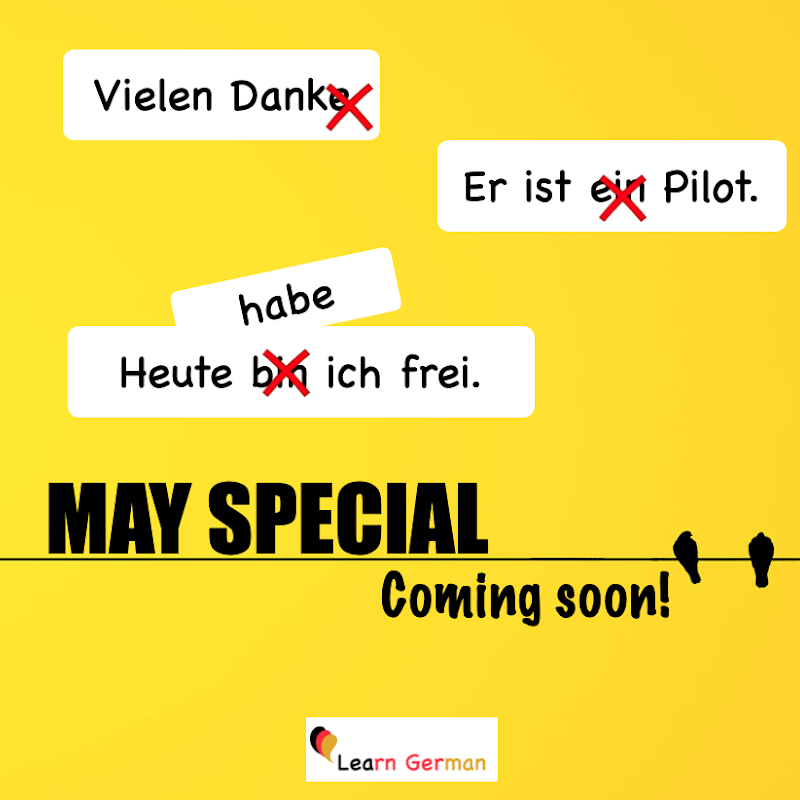 Vielen Danke
Er ist ein Pilot.
habe
Heute bin ich frei.
MAY SPECIAL
Coming soon!
Learn German